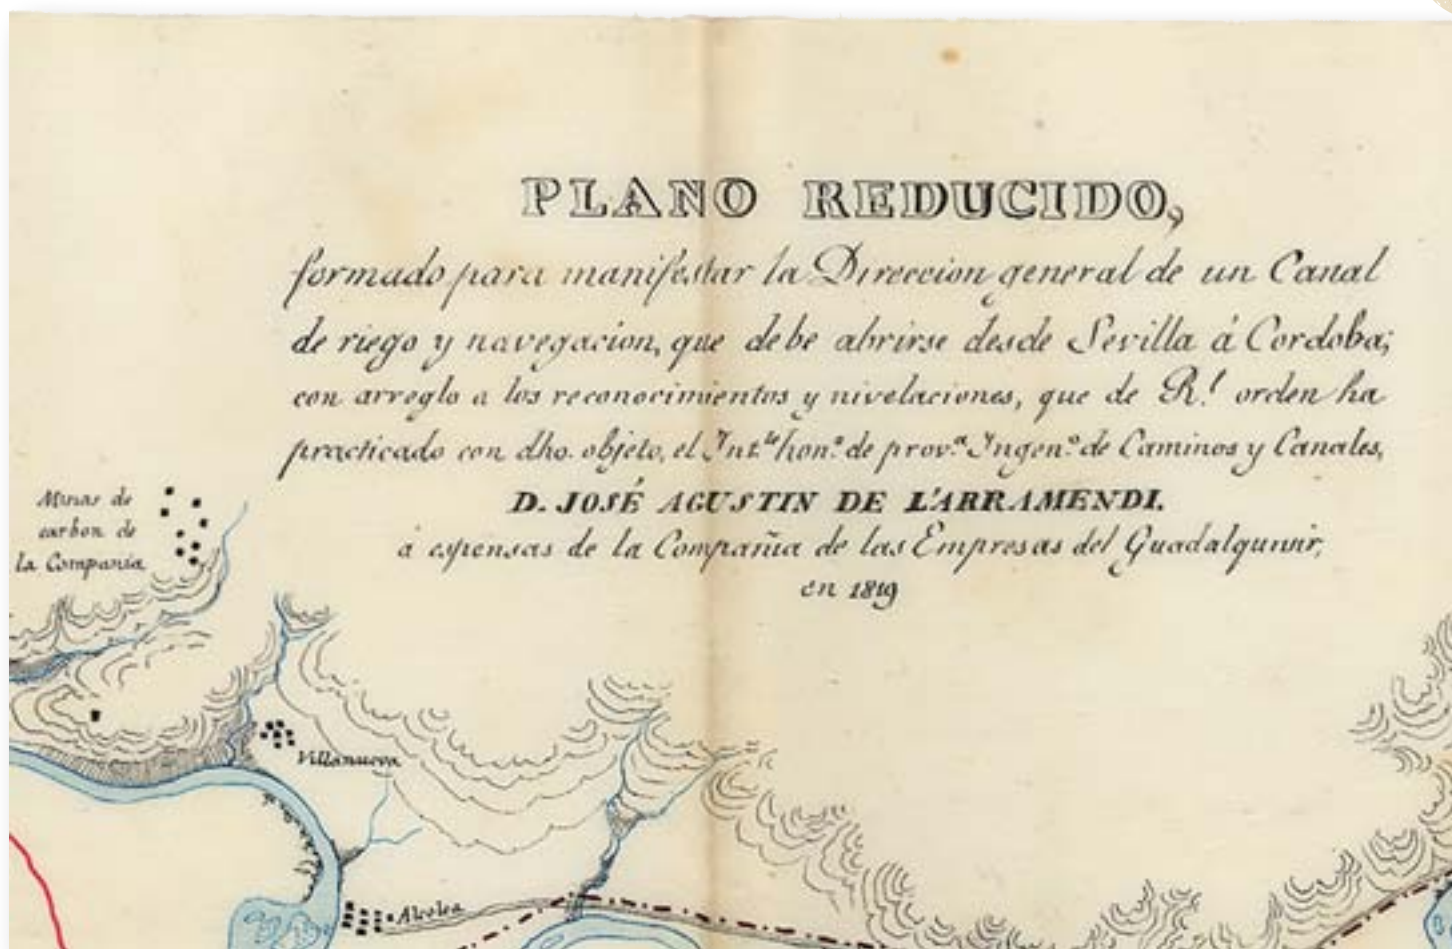 PLANO REDUCIDO,
formado para manifestar la Direccion general de un Canal
de riego y navegacion, que debe abrirse desde Sevilla á Cordoba;
con arreglo a los reconocimientos y nivelaciones, que de R.l orden ha
practicado con dho. objeto, el Int.te hon.o de prov.a Ingen.o de Caminos y Canales,
D. JOSÉ AGUSTIN DE L'ARRAMENDI.
á espensas de la Compañia de las Empresas del Guadalquivir,
en 1819
Minas de
carbon de
la Compania
Villanueva
Alcolea